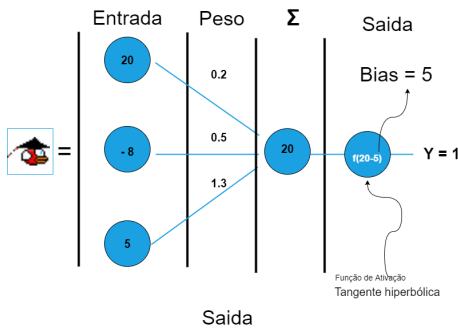 Entrada
Peso
Σ
Saida
20
0.2
Bias = 5
- 8
0.5
20
f(20-5)
Y = 1
=
1.3
5
Função de Ativação
Tangente hiperbólica
Saida